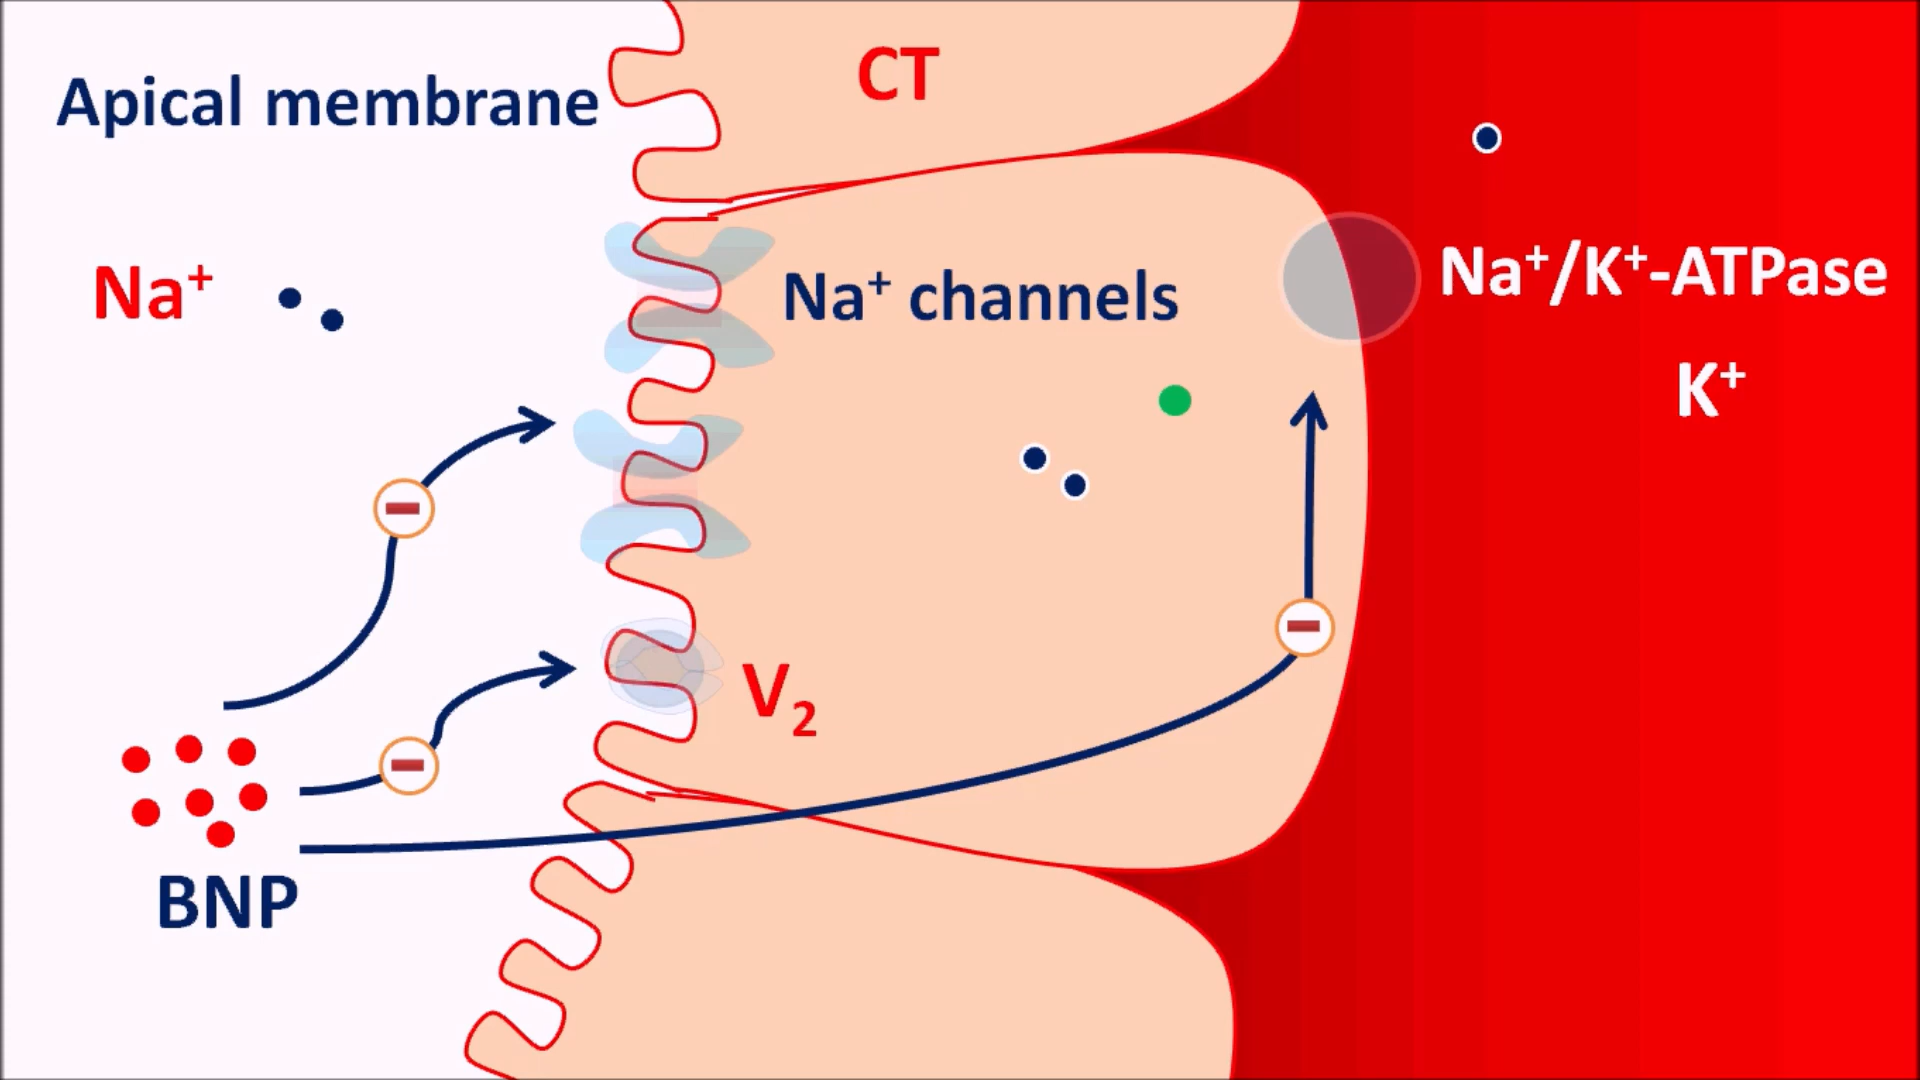 CT
Apical membrane
Na⁺
Na⁺ channels
Na⁺/K⁺-ATPase
K⁺
V₂
BNP